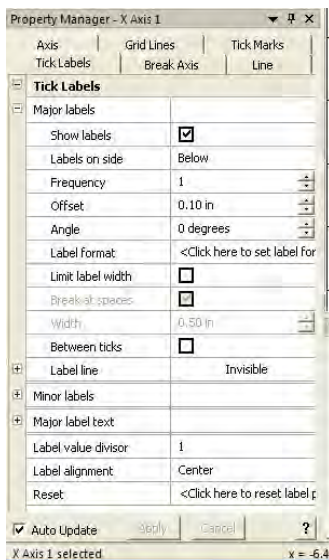 Property Manager - X Axis 1
Axis Grid Lines Tick Marks
Tick Labels Break Axis Line
Tick Labels
Major labels
Show labels
Labels on side Below
Frequency 1
Offset 0.10 in
Angle 0 degrees
Label format <Click here to set label for
Limit label width
Break at spaces
Width 0.50 in
Between ticks
Label line Invisible
Minor labels
Major label text
Label value divisor 1
Label alignment Center
Reset <Click here to reset label p
Auto Update Apply Cancel ?
X Axis 1 selected x = -6.4